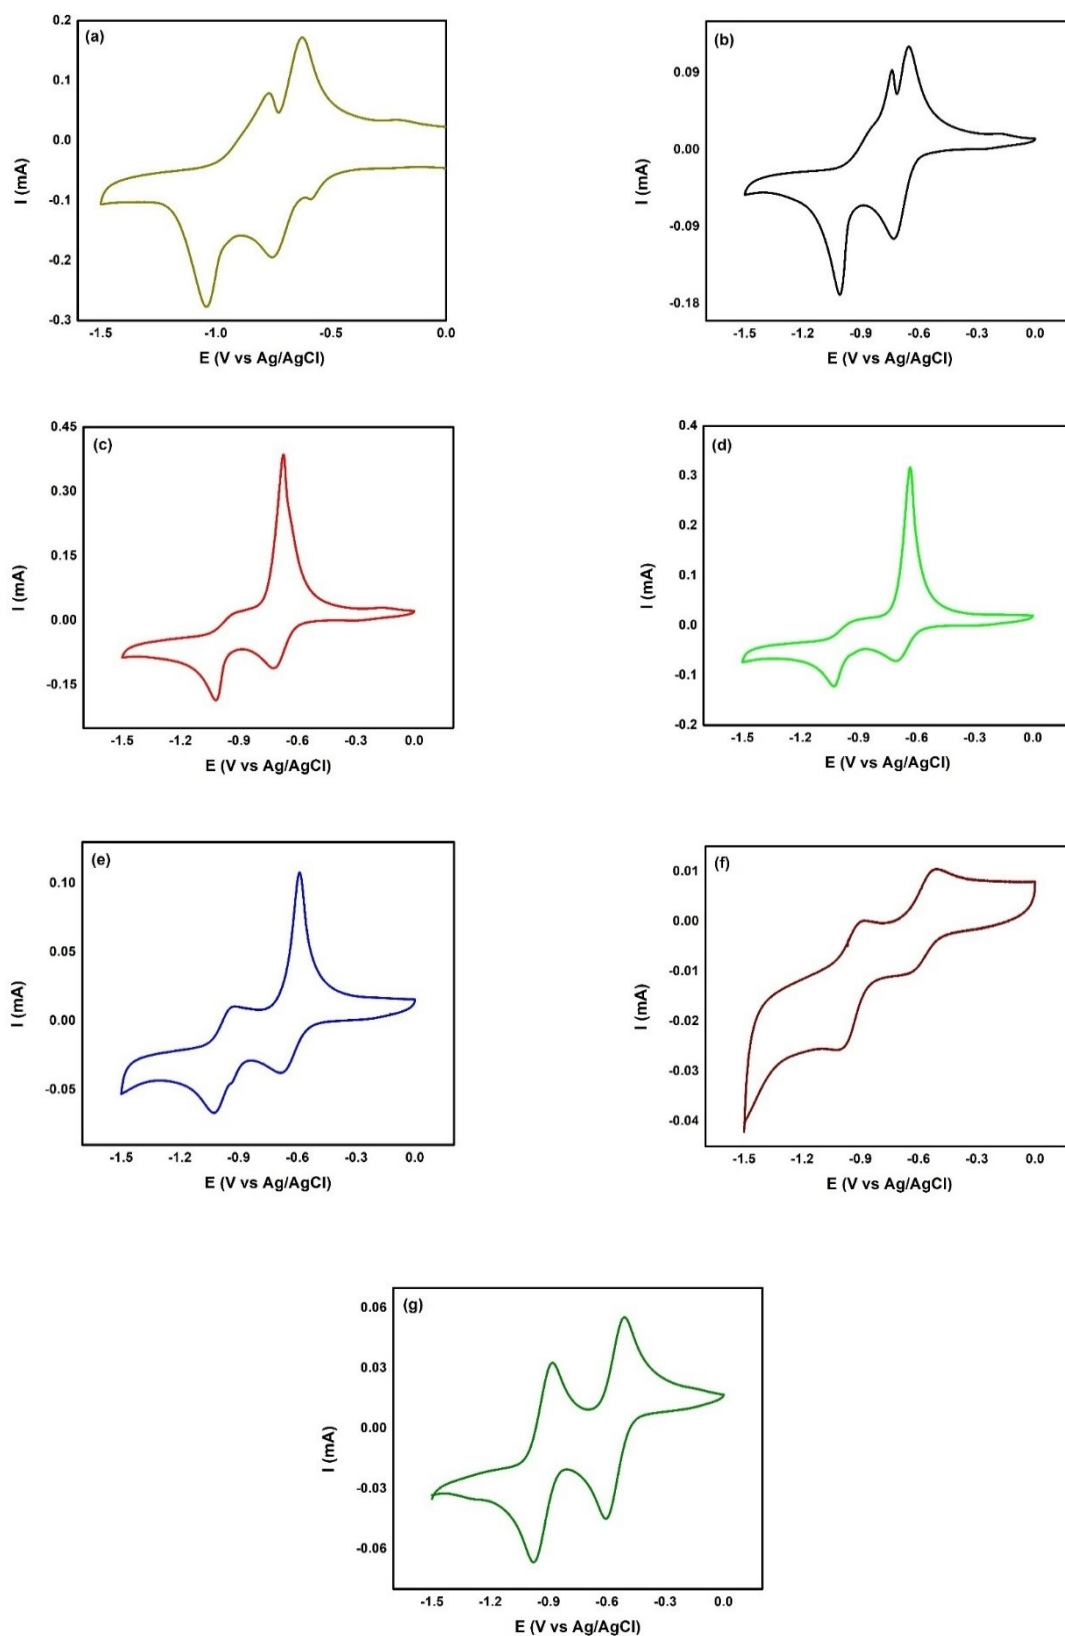 (a)
0.2
0.1
0.0
-0.1
-0.2
-0.3
I (mA)
-1.5 -1.0 -0.5 0.0
E (V vs Ag/AgCl)
(b)
0.09
0.00
-0.09
-0.18
I (mA)
-1.5 -1.2 -0.9 -0.6 -0.3 0.0
E (V vs Ag/AgCl)
(c)
0.45
0.30
0.15
0.00
-0.15
I (mA)
-1.5 -1.2 -0.9 -0.6 -0.3 0.0
E (V vs Ag/AgCl)
(d)
0.4
0.3
0.2
0.1
0.0
-0.1
-0.2
I (mA)
-1.5 -1.2 -0.9 -0.6 -0.3 0.0
E (V vs Ag/AgCl)
(e)
0.10
0.05
0.00
-0.05
I (mA)
-1.5 -1.2 -0.9 -0.6 -0.3 0.0
E (V vs Ag/AgCl)
(f)
0.01
0.00
-0.01
-0.02
-0.03
-0.04
I (mA)
-1.5 -1.2 -0.9 -0.6 -0.3 0.0
E (V vs Ag/AgCl)
(g)
0.06
0.03
0.00
-0.03
-0.06
I (mA)
-1.5 -1.2 -0.9 -0.6 -0.3 0.0
E (V vs Ag/AgCl)